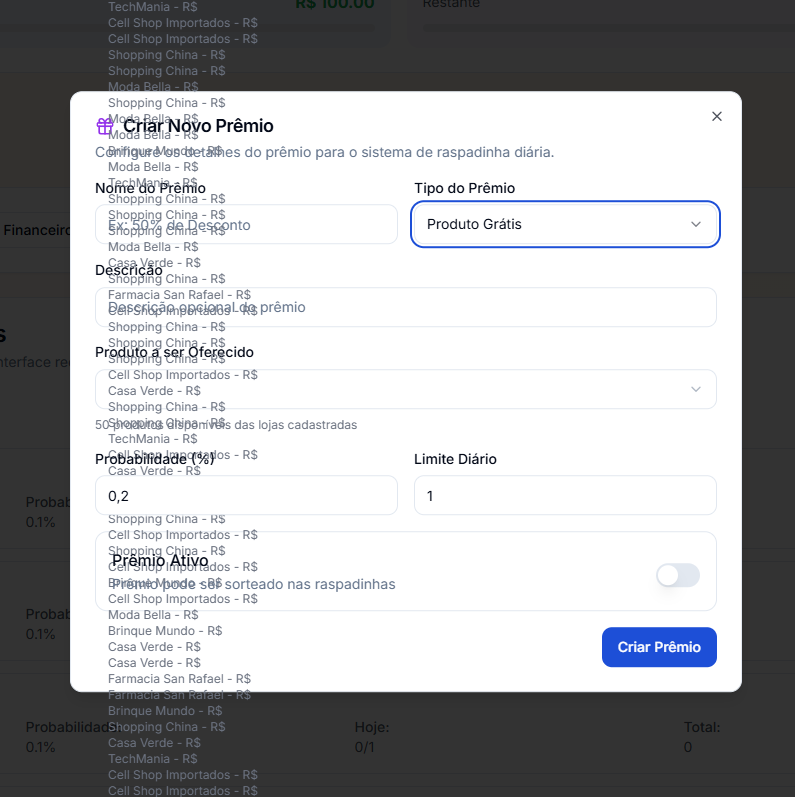 TechMania - R$
R$ 100.00
Restante
Cell Shop Importados - R$
Cell Shop Importados - R$
Shopping China - R$
Shopping China - R$
Moda Bella - R$
Shopping China - R$
Moda Bella - R$
Criar Novo Prêmio
Moda Bella - R$
Brinque Mundo - R$
Configure os detalhes do prêmio para o sistema de raspadinha diária.
Moda Bella - R$
TechMania - R$
Nome do Prêmio
Tipo do Prêmio
Shopping China - R$
Shopping China - R$
Ex: 50% de Desconto
Produto Grátis
Financeiro
Shopping China - R$
Moda Bella - R$
Casa Verde - R$
Descrição
Shopping China - R$
Farmacia San Rafael - R$
Descrição opcional do prêmio
Cell Shop Importados - R$
Shopping China - R$
Shopping China - R$
Produto a ser Oferecido
Shopping China - R$
nterface
Cell Shop Importados - R$
Casa Verde - R$
Shopping China - R$
Shopping China - R$
50 produtos disponíveis das lojas cadastradas
TechMania - R$
Cell Shop Importados - R$
Probabilidade (%)
Limite Diário
Casa Verde - R$
0,2
1
Probab
0.1%
Shopping China - R$
Cell Shop Importados - R$
Shopping China - R$
Prêmio Ativo
Cell Shop Importados - R$
Brinque Mundo - R$
Prêmio pode ser sorteado nas raspadinhas
Cell Shop Importados - R$
Probab
0.1%
Moda Bella - R$
Brinque Mundo - R$
Casa Verde - R$
Criar Prêmio
Casa Verde - R$
Farmacia San Rafael - R$
Farmacia San Rafael - R$
Brinque Mundo - R$
Probabilidade:
Shopping China - R$
Hoje:
Total:
0.1%
Casa Verde - R$
0/1
0
TechMania - R$
Cell Shop Importados - R$
Cell Shop Importados - R$